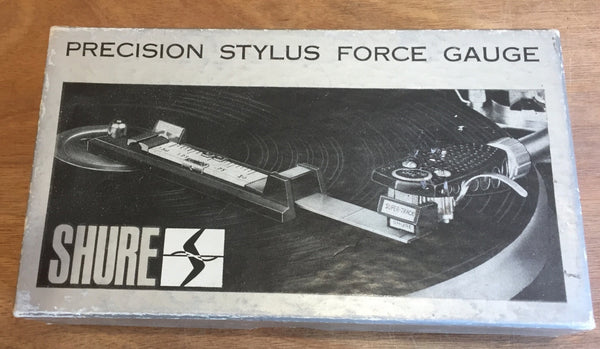 PRECISION STYLUS FORCE GAUGE
SUPER-TRACK
SHURE